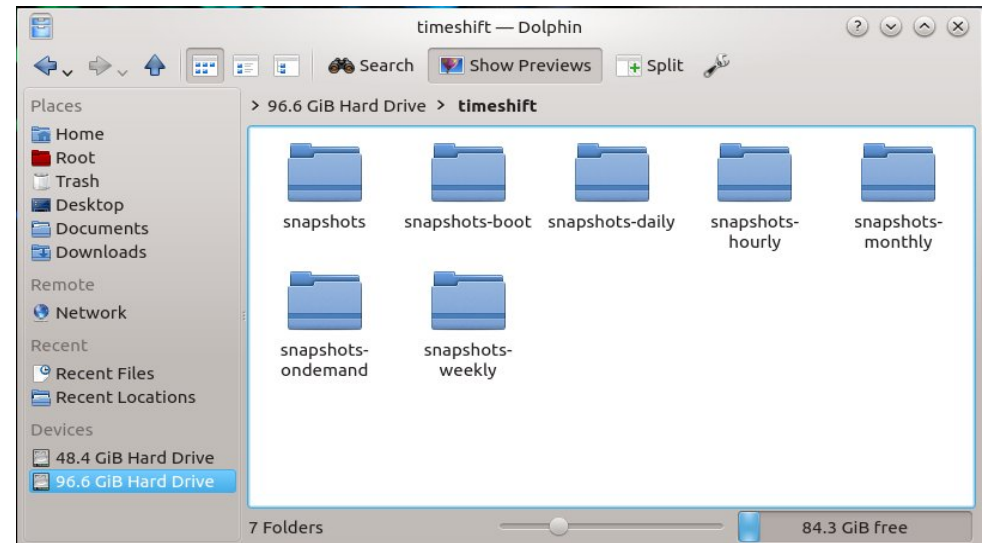 timeshift — Dolphin
?
Search Show Previews Split
Places
Home
Root
Trash
Desktop
Documents
Downloads
Remote
Network
Recent
Recent Files
Recent Locations
Devices
48.4 GiB Hard Drive
96.6 GiB Hard Drive
> 96.6 GiB Hard Drive > timeshift
snapshots snapshots-boot snapshots-daily snapshots- snapshots-
hourly monthly
snapshots- snapshots-
ondemand weekly
7 Folders 84.3 GiB free